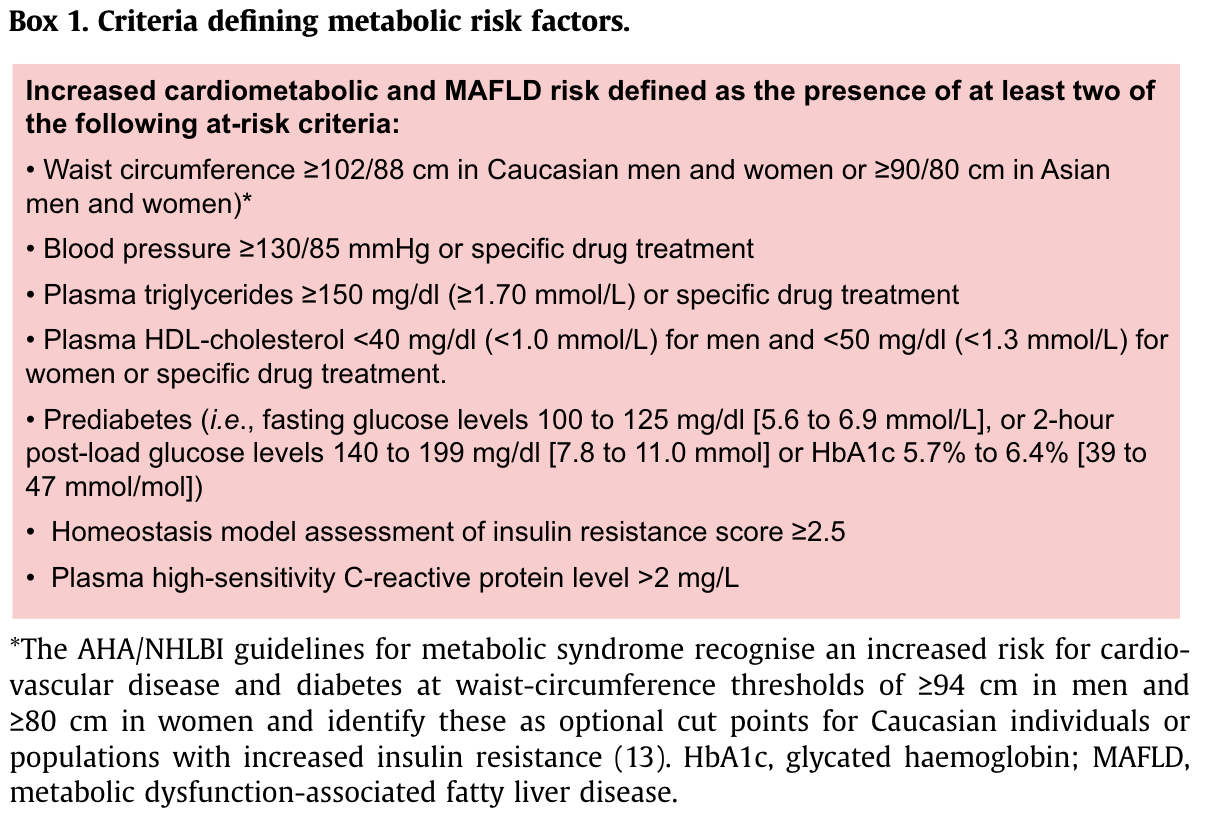 Box 1. Criteria defining metabolic risk factors.
Increased cardiometabolic and MAFLD risk defined as the presence of at least two of
the following at-risk criteria:
• Waist circumference ≥102/88 cm in Caucasian men and women or ≥90/80 cm in Asian
men and women)*
• Blood pressure ≥130/85 mmHg or specific drug treatment
• Plasma triglycerides ≥150 mg/dl (≥1.70 mmol/L) or specific drug treatment
• Plasma HDL-cholesterol <40 mg/dl (<1.0 mmol/L) for men and <50 mg/dl (<1.3 mmol/L) for
women or specific drug treatment.
• Prediabetes (i.e., fasting glucose levels 100 to 125 mg/dl [5.6 to 6.9 mmol/L], or 2-hour
post-load glucose levels 140 to 199 mg/dl [7.8 to 11.0 mmol] or HbA1c 5.7% to 6.4% [39 to
47 mmol/mol])
• Homeostasis model assessment of insulin resistance score ≥2.5
• Plasma high-sensitivity C-reactive protein level >2 mg/L
*The AHA/NHLBI guidelines for metabolic syndrome recognise an increased risk for cardio-
vascular disease and diabetes at waist-circumference thresholds of ≥94 cm in men and
≥80 cm in women and identify these as optional cut points for Caucasian individuals or
populations with increased insulin resistance (13). HbA1c, glycated haemoglobin; MAFLD,
metabolic dysfunction-associated fatty liver disease.